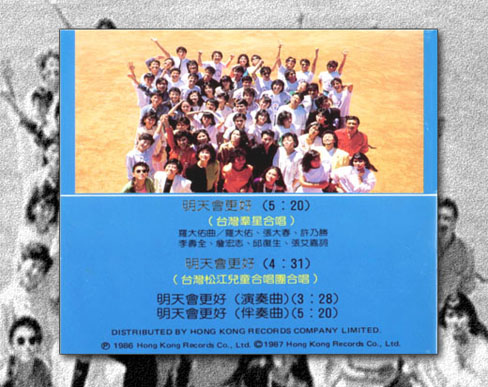 明天會更好 (5：20)
(台灣羣星合唱)
羅大佑曲／羅大佑、張大春、許乃勝
李壽全、詹宏志、邱復生、張艾嘉詞
明天會更好 (4：31)
(台灣松江兒童合唱團合唱)
明天會更好 (演奏曲)(3：28)
明天會更好 (伴奏曲)(5：20)
DISTRIBUTED BY HONG KONG RECORDS COMPANY LIMITED.
Ⓟ 1986 Hong Kong Records Co., Ltd. ©1987 Hong Kong Records Co., Ltd.